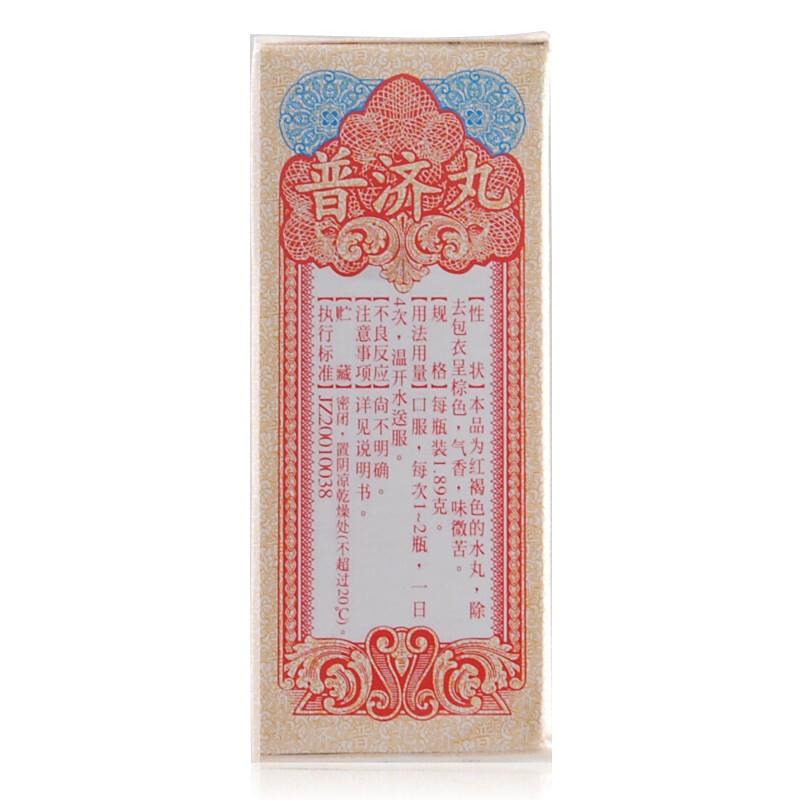 普济丸
【性状】本品为红褐色的水丸，除
去包衣呈棕色，气香，味微苦。
【规格】每瓶装1.89克。
【用法用量】口服，每次1~2瓶，一日
4次，温开水送服。
【不良反应】尚不明确。
【注意事项】详见说明书。
【贮藏】密闭，置阴凉乾燥处(不超过20℃)。
【执行标准】JZ20010038